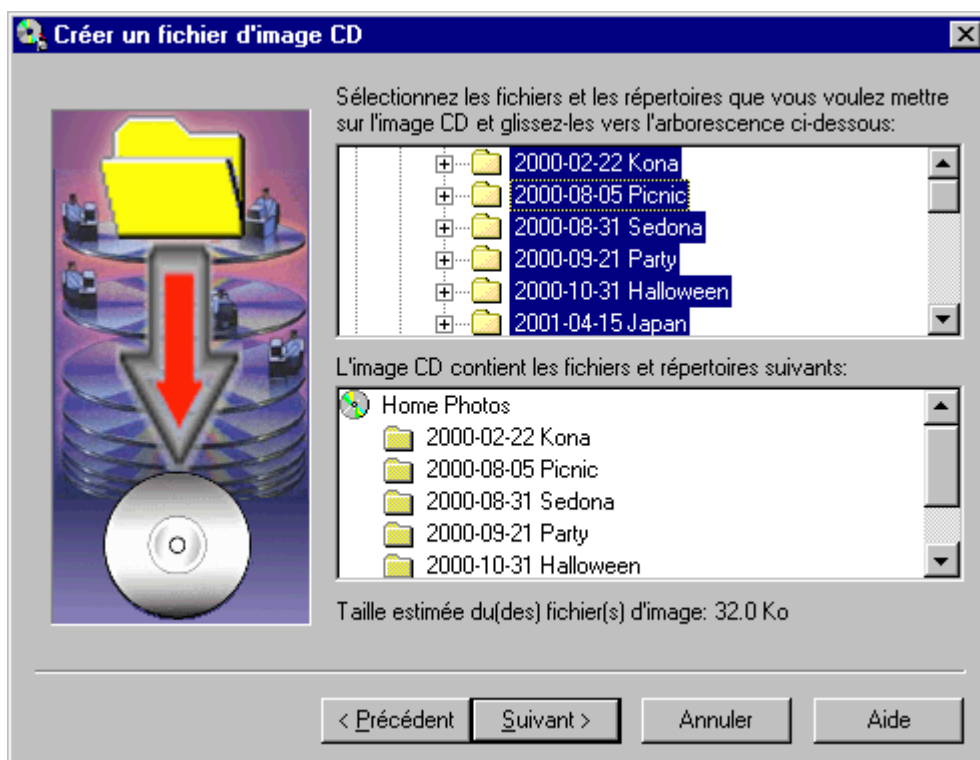 Créer un fichier d'image CD
Sélectionnez les fichiers et les répertoires que vous voulez mettre
sur l'image CD et glissez-les vers l'arborescence ci-dessous:
2000-02-22 Kona
2000-08-05 Picnic
2000-08-31 Sedona
2000-09-21 Party
2000-10-31 Halloween
2001-04-15 Japan
L'image CD contient les fichiers et répertoires suivants:
Home Photos
2000-02-22 Kona
2000-08-05 Picnic
2000-08-31 Sedona
2000-09-21 Party
2000-10-31 Halloween
Taille estimée du(des) fichier(s) d'image: 32.0 Ko
< Précédent
Suivant >
Annuler
Aide